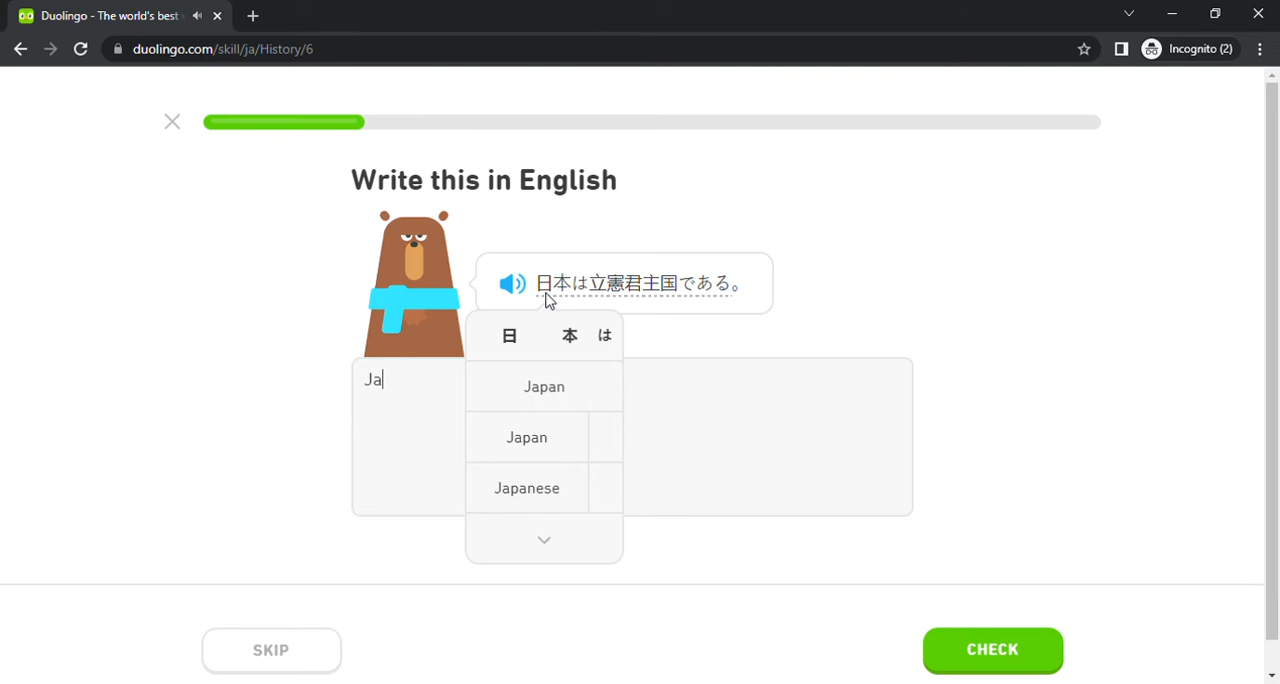 Duolingo - The world's best
duolingo.com/skill/ja/History/6
Incognito (2)
Write this in English
日本は立憲君主国である。
日 本 は
Japan
Japan
Japanese
Ja
SKIP
CHECK